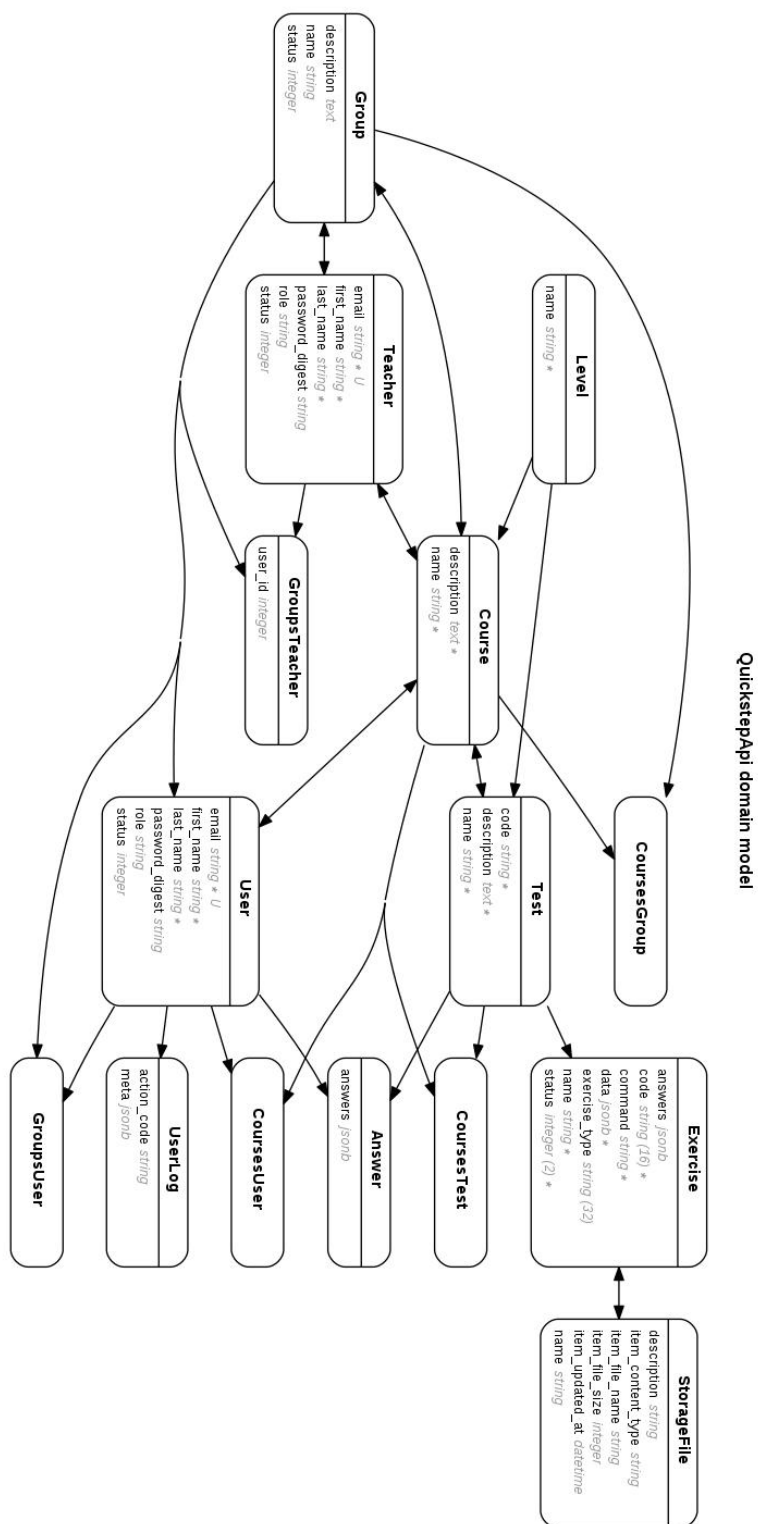 QuickstepApi domain model
Group
description text
name string
status integer
Teacher
email string * U
first_name string *
last_name string *
password_digest string
role string
status integer
Level
name string *
GroupsTeacher
user_id integer
Course
description text *
name string *
User
email string * U
first_name string *
last_name string *
password_digest string
role string
status integer
Test
code string *
description text *
name string *
CoursesGroup
GroupsUser
UserLog
action_code string
meta jsonb
CoursesUser
Answer
answers jsonb
CoursesTest
Exercise
answers jsonb
code string (16) *
command string *
data jsonb *
exercise_type string (32)
name string *
status integer (2) *
StorageFile
description string
item_content_type string
item_file_name string
item_file_size integer
item_updated_at datetime
name string